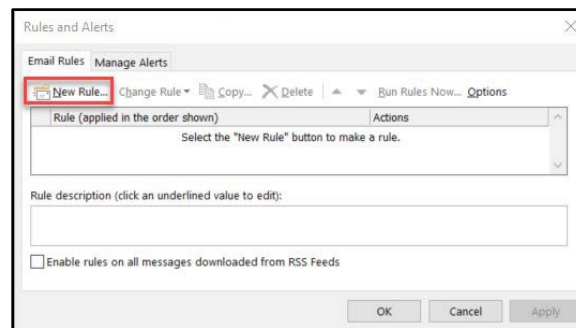 Rules and Alerts
Email Rules Manage Alerts
New Rule... Change Rule Copy... Delete Run Rules Now... Options
Rule (applied in the order shown) Actions
Select the "New Rule" button to make a rule.
Rule description (click an underlined value to edit):
Enable rules on all messages downloaded from RSS Feeds
OK Cancel Apply